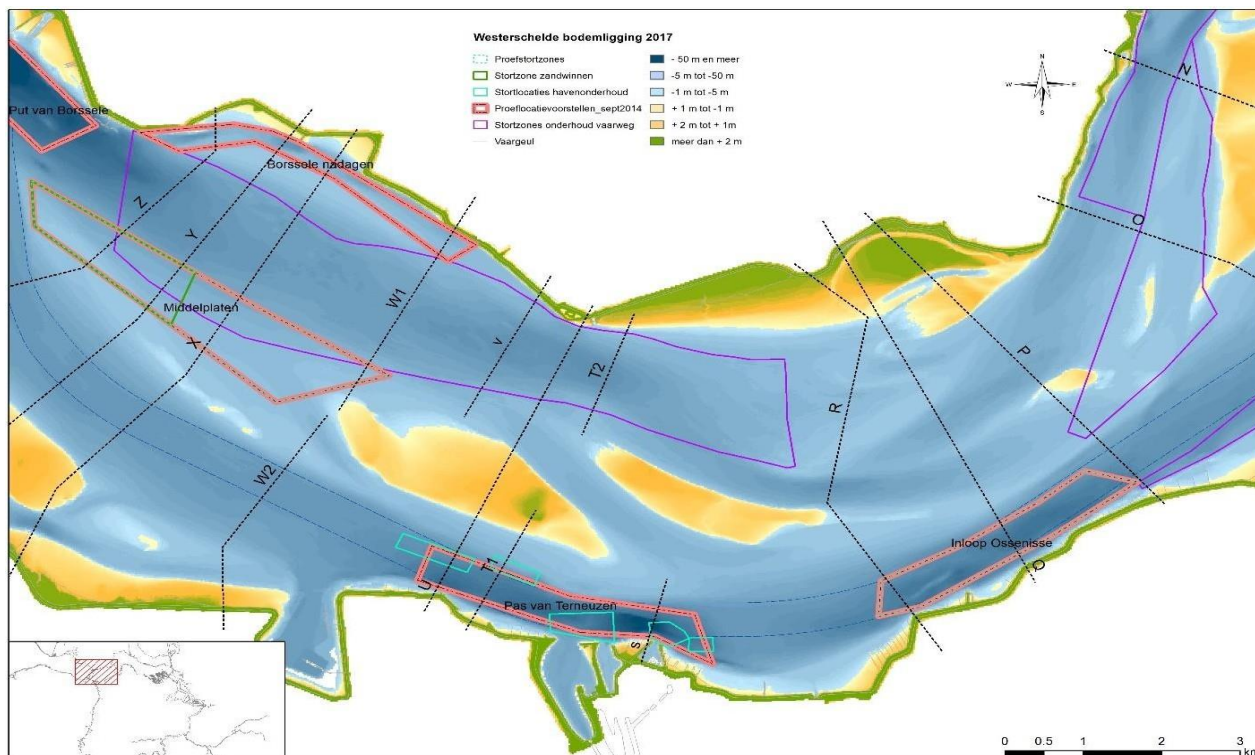 Westerschelde bodemligging 2017
Proefstortzones
Stortzone zandwinnen
Stortlocaties havenonderhoud
Proeflocatievoorstellen_sept2014
Stortzones onderhoud vaarweg
Vaargeul
- 50 m en meer
-5 m tot -50 m
-1 m tot -5 m
+ 1 m tot -1 m
+ 2 m tot + 1m
meer dan + 2 m
N
W E
S
Put van Borssele
Borssole nadagen
Z
Y
Middelplaten
X
W1
W2
v
T2
R
P
N
O
Inloop Ossenisse
Q
U
T1
Pas van Terneuzen
s
0 0.5 1 2 3
km